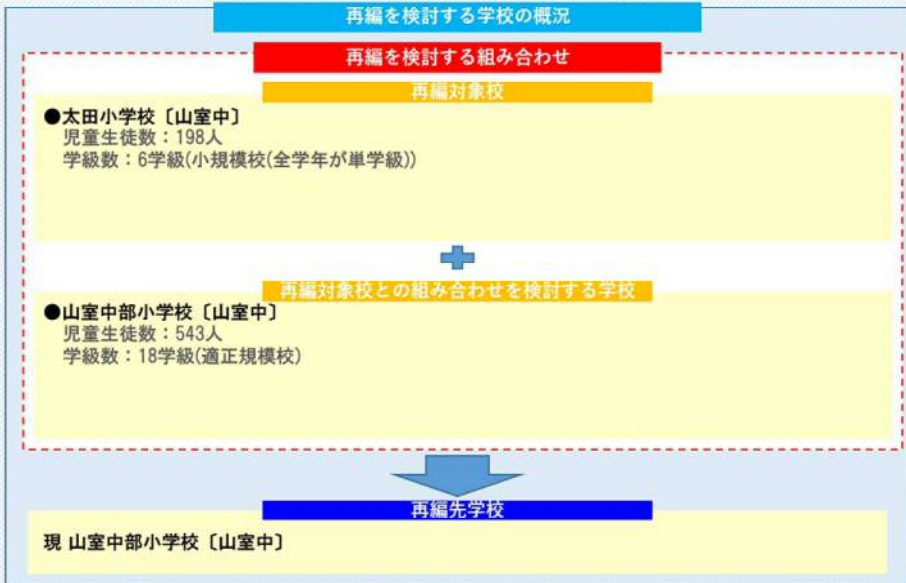 再編を検討する学校の概況
再編を検討する組み合わせ
再編対象校
●太田小学校〔山室中〕
児童生徒数：198人
学級数：6学級(小規模校(全学年が単学級))
再編対象校との組み合わせを検討する学校
●山室中部小学校〔山室中〕
児童生徒数：543人
学級数：18学級(適正規模校)
再編先学校
現 山室中部小学校〔山室中〕